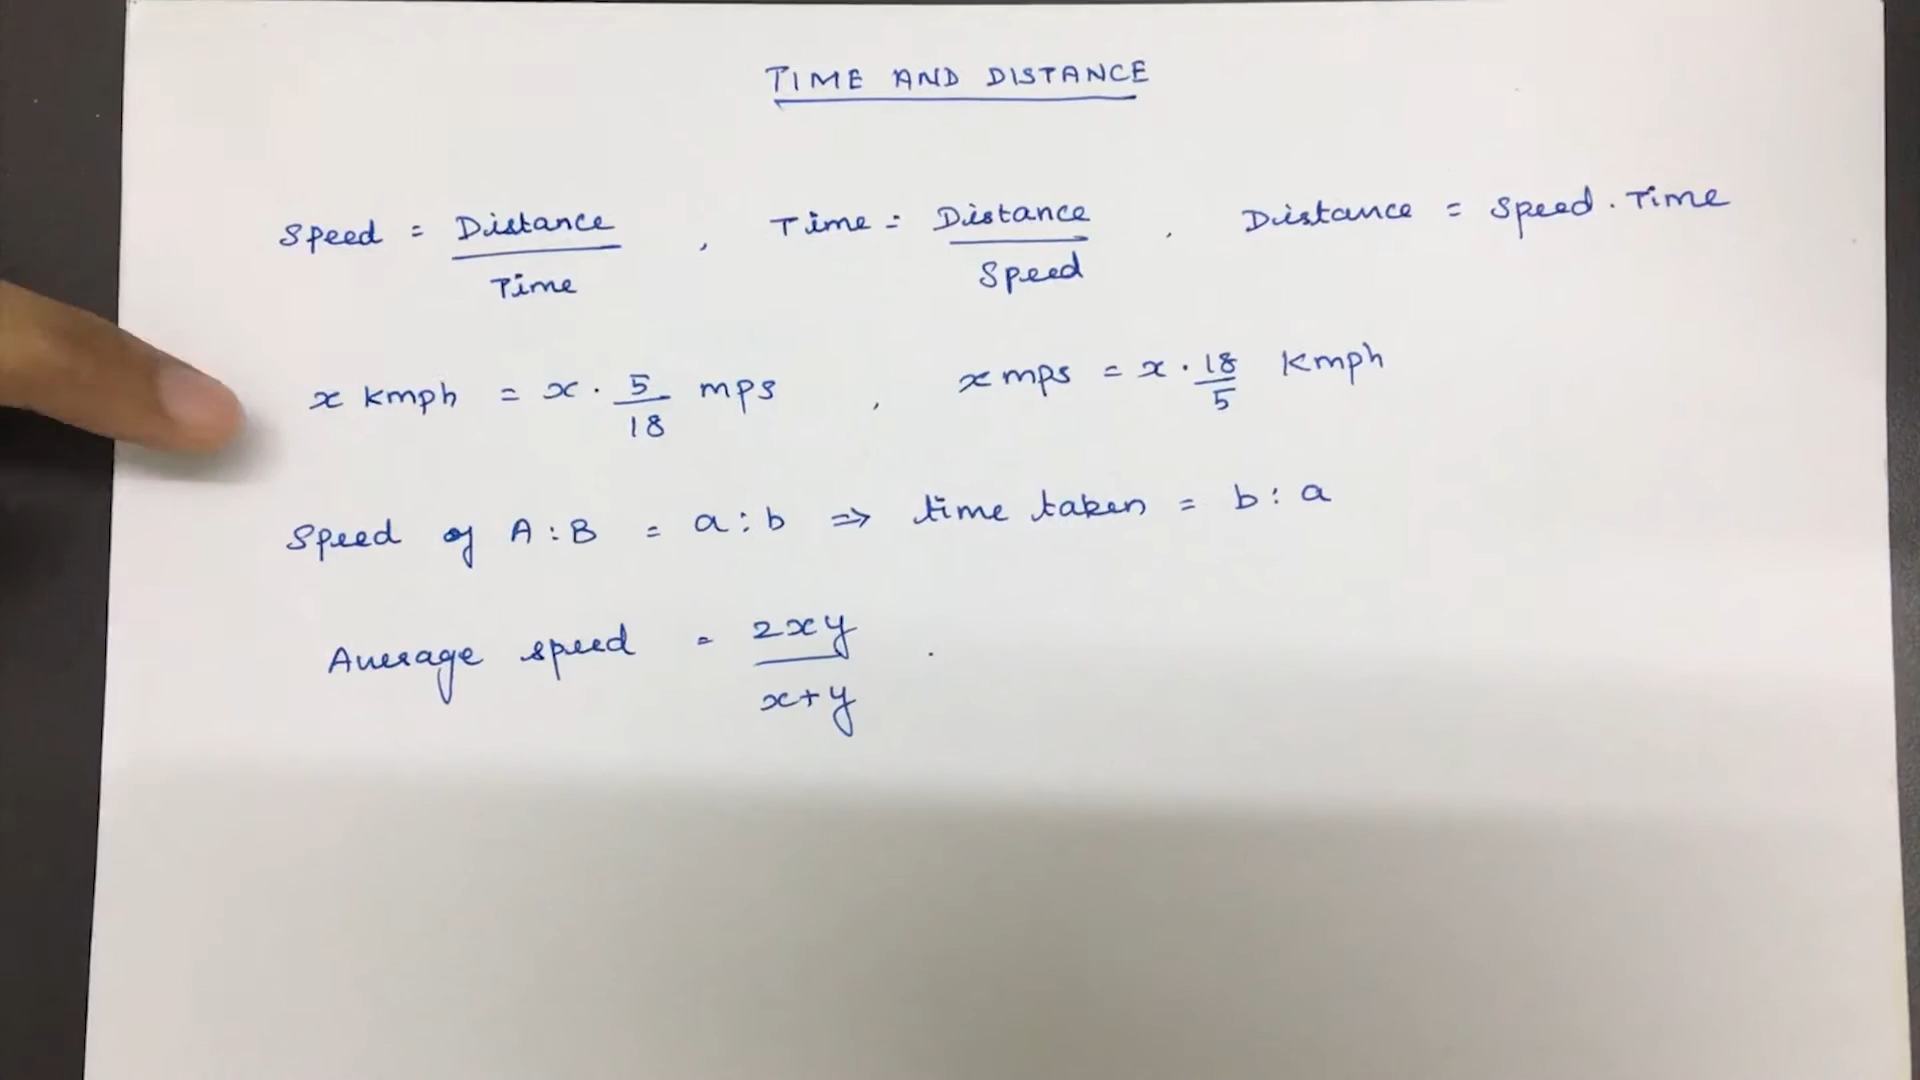 TIME AND DISTANCE
Speed = Distance / Time , Time = Distance / Speed , Distance = Speed . Time
x kmph = x . 5/18 mps , x mps = x . 18/5 kmph
Speed of A : B = a : b ⇒ time taken = b : a
Average speed = 2xy / x+y .